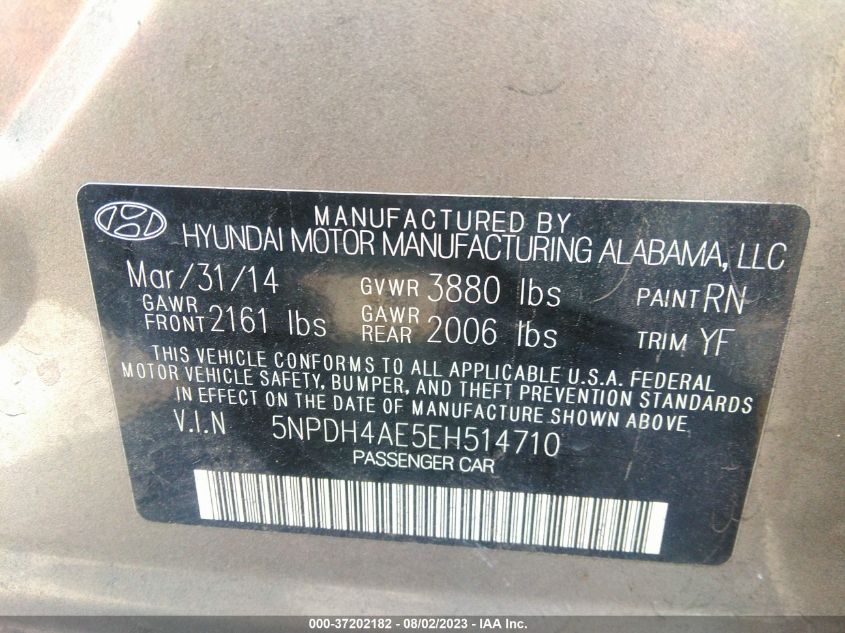 MANUFACTURED BY
HYUNDAI MOTOR MANUFACTURING ALABAMA, LLC
Mar/31/14 GVWR 3880 lbs PAINT RN
GAWR FRONT 2161 lbs GAWR REAR 2006 lbs TRIM YF
THIS VEHICLE CONFORMS TO ALL APPLICABLE U.S.A. FEDERAL
MOTOR VEHICLE SAFETY, BUMPER, AND THEFT PREVENTION STANDARDS
IN EFFECT ON THE DATE OF MANUFACTURE SHOWN ABOVE.
V.I.N 5NPDH4AE5EH514710
PASSENGER CAR
000-37202182 - 08/02/2023 - IAA Inc.